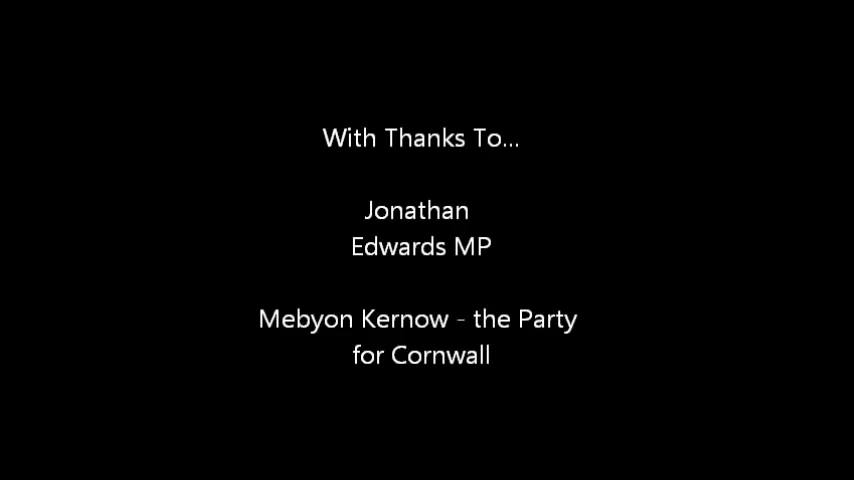 With Thanks To...
Jonathan
Edwards MP
Mebyon Kernow - the Party
for Cornwall